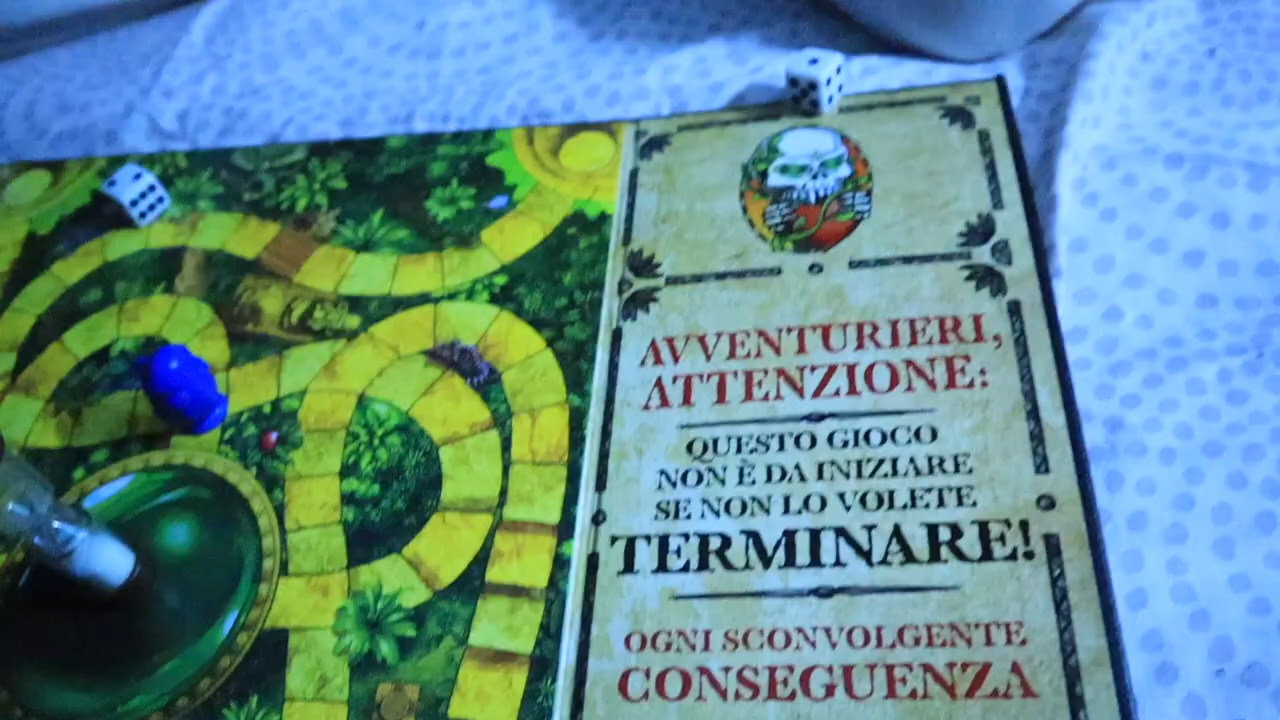 AVVENTURIERI,
ATTENZIONE:
QUESTO GIOCO
NON È DA INIZIARE
SE NON LO VOLETE
TERMINARE!
OGNI SCONVOLGENTE
CONSEGUENZA